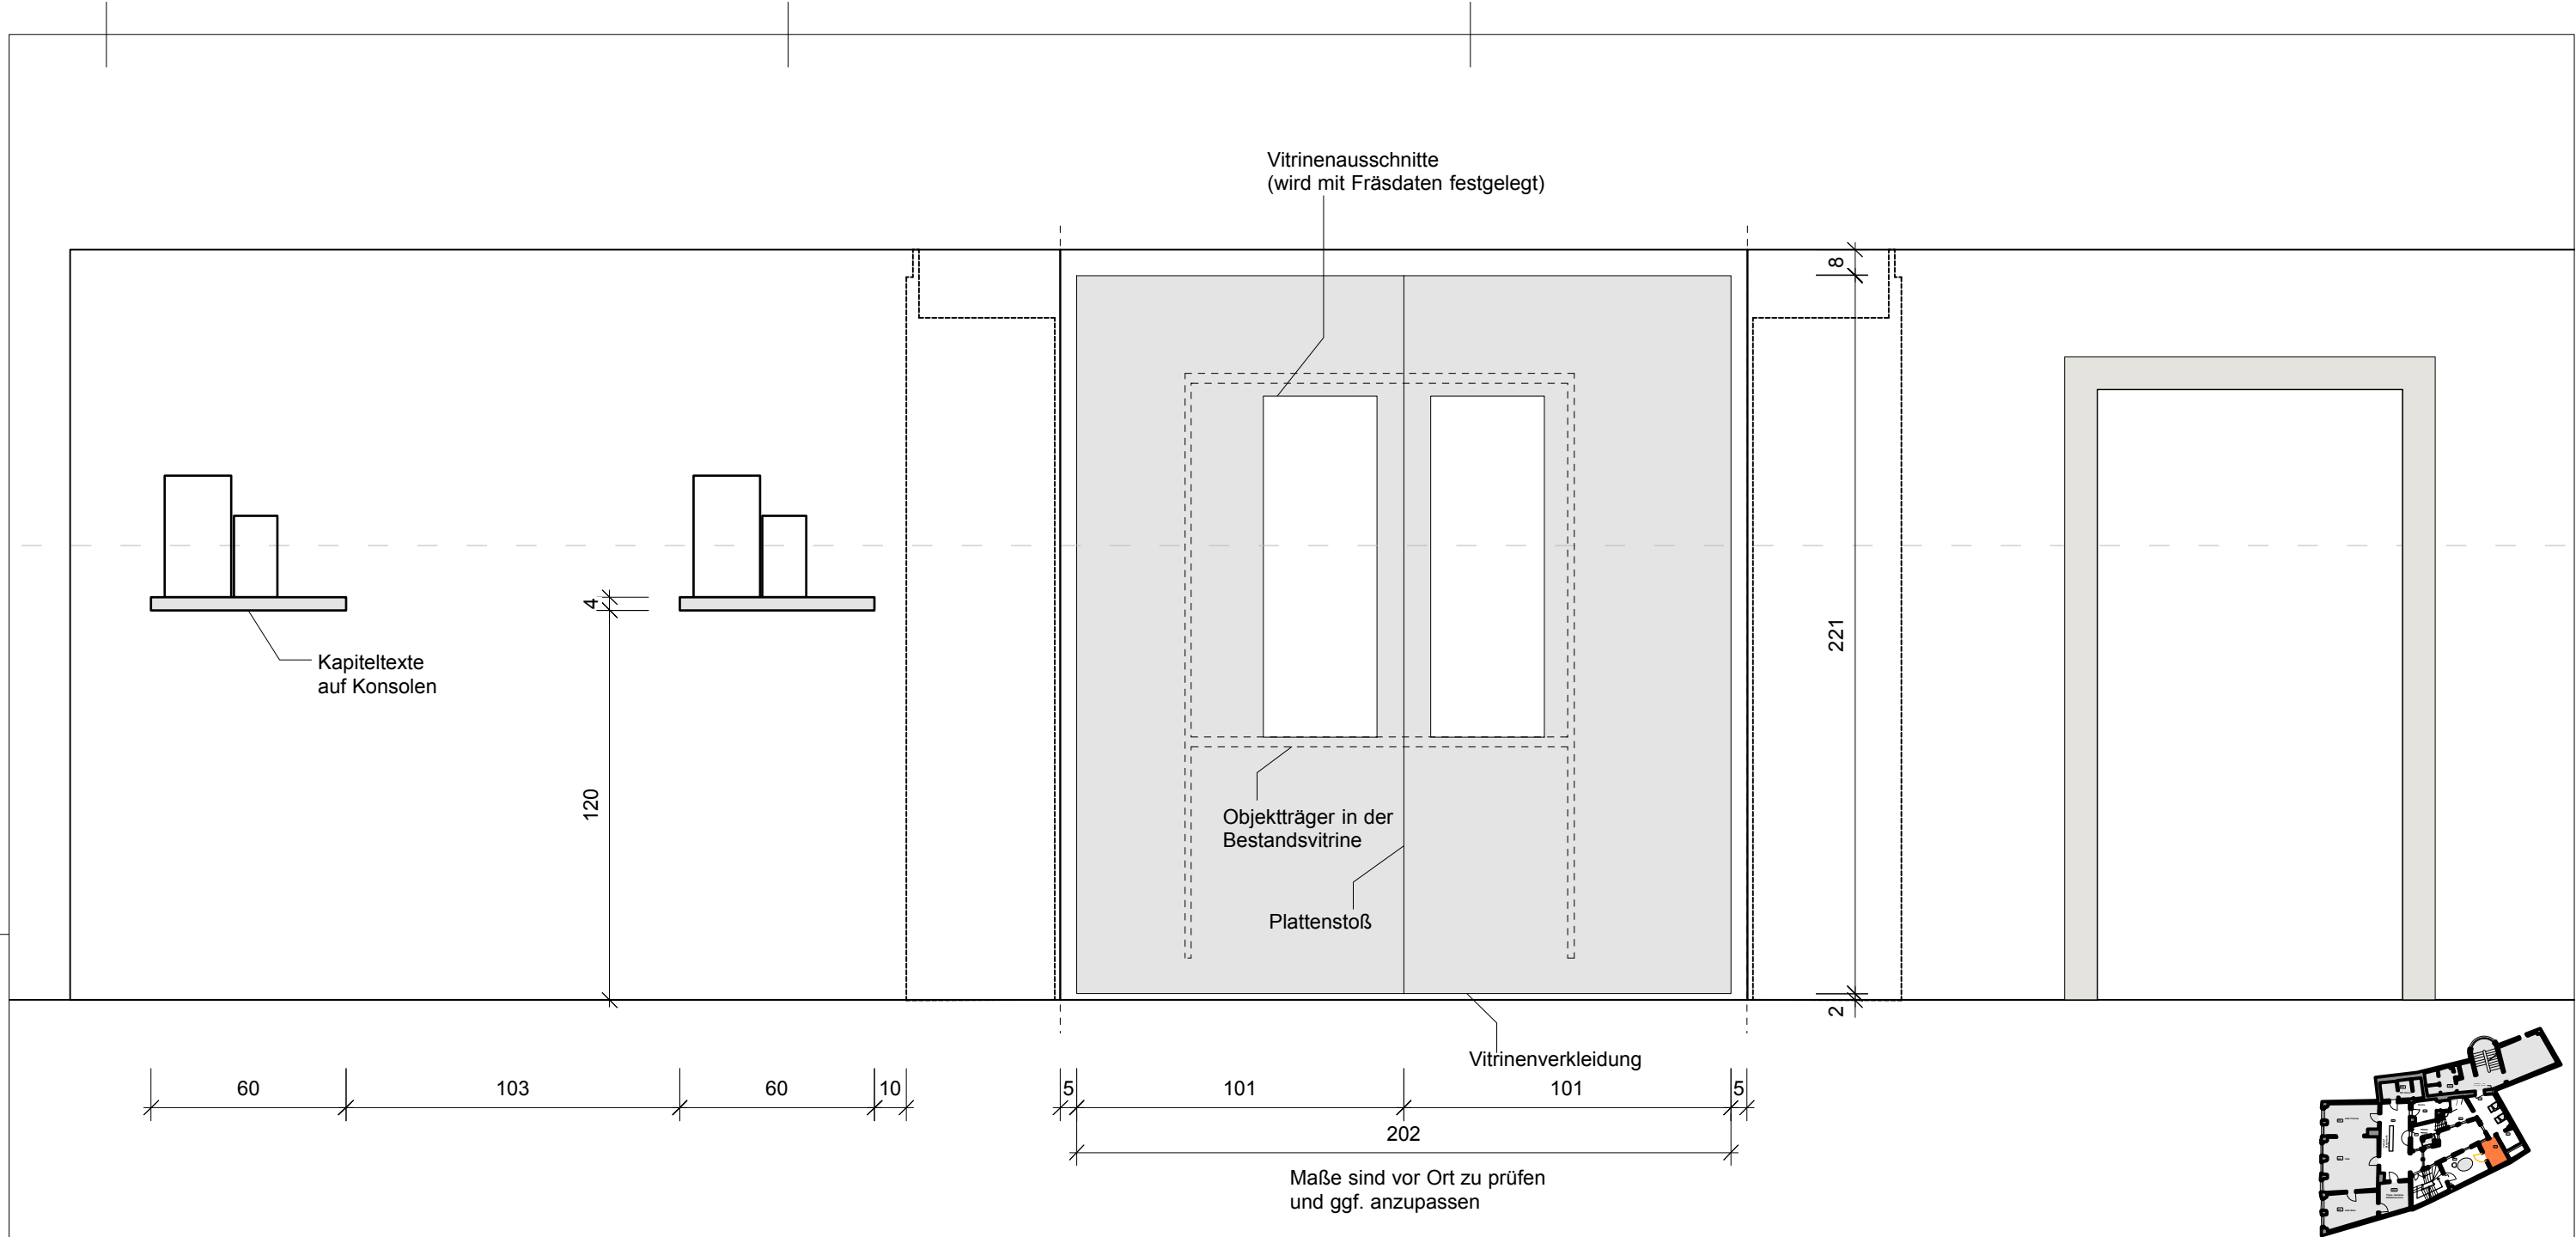 Vitrinenausschnitte
(wird mit Fräsdaten festgelegt)
8
4
Kapiteltexte
auf Konsolen
221
120
Objektträger in der
Bestandsvitrine
Plattenstoß
2
Vitrinenverkleidung
60 103 60 10 5 101 101 5
202
Maße sind vor Ort zu prüfen
und ggf. anzupassen